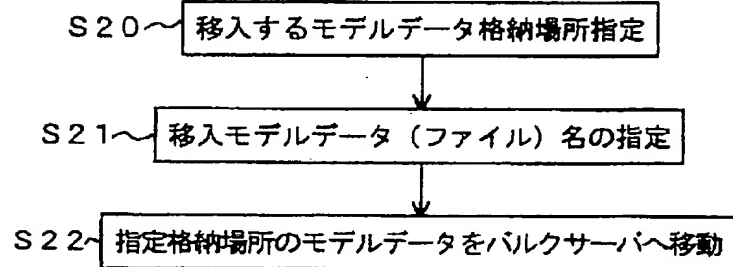 S20 移入するモデルデータ格納場所指定
S21 移入モデルデータ（ファイル）名の指定
S22 指定格納場所のモデルデータをバルクサーバへ移動